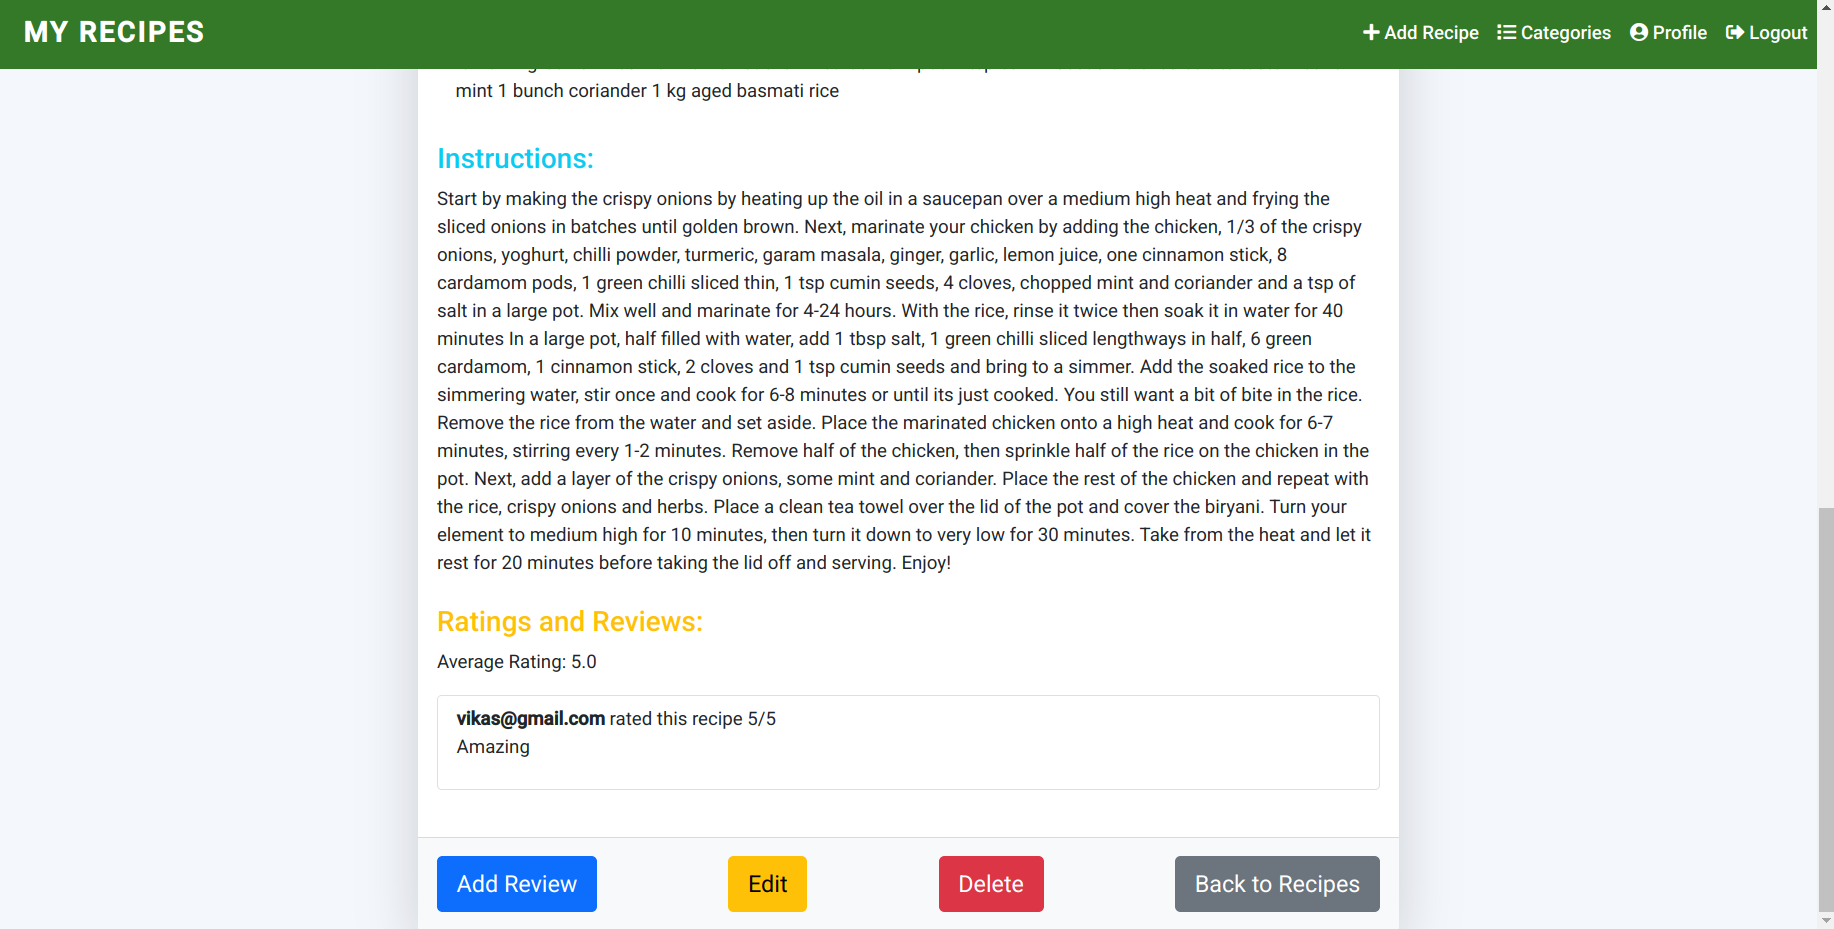 MY RECIPES
Add Recipe Categories Profile Logout
mint 1 bunch coriander 1 kg aged basmati rice
Instructions:
Start by making the crispy onions by heating up the oil in a saucepan over a medium high heat and frying the
sliced onions in batches until golden brown. Next, marinate your chicken by adding the chicken, 1/3 of the crispy
onions, yoghurt, chilli powder, turmeric, garam masala, ginger, garlic, lemon juice, one cinnamon stick, 8
cardamom pods, 1 green chilli sliced thin, 1 tsp cumin seeds, 4 cloves, chopped mint and coriander and a tsp of
salt in a large pot. Mix well and marinate for 4-24 hours. With the rice, rinse it twice then soak it in water for 40
minutes In a large pot, half filled with water, add 1 tbsp salt, 1 green chilli sliced lengthways in half, 6 green
cardamom, 1 cinnamon stick, 2 cloves and 1 tsp cumin seeds and bring to a simmer. Add the soaked rice to the
simmering water, stir once and cook for 6-8 minutes or until its just cooked. You still want a bit of bite in the rice.
Remove the rice from the water and set aside. Place the marinated chicken onto a high heat and cook for 6-7
minutes, stirring every 1-2 minutes. Remove half of the chicken, then sprinkle half of the rice on the chicken in the
pot. Next, add a layer of the crispy onions, some mint and coriander. Place the rest of the chicken and repeat with
the rice, crispy onions and herbs. Place a clean tea towel over the lid of the pot and cover the biryani. Turn your
element to medium high for 10 minutes, then turn it down to very low for 30 minutes. Take from the heat and let it
rest for 20 minutes before taking the lid off and serving. Enjoy!
Ratings and Reviews:
Average Rating: 5.0
vikas@gmail.com rated this recipe 5/5
Amazing
Add Review Edit Delete Back to Recipes